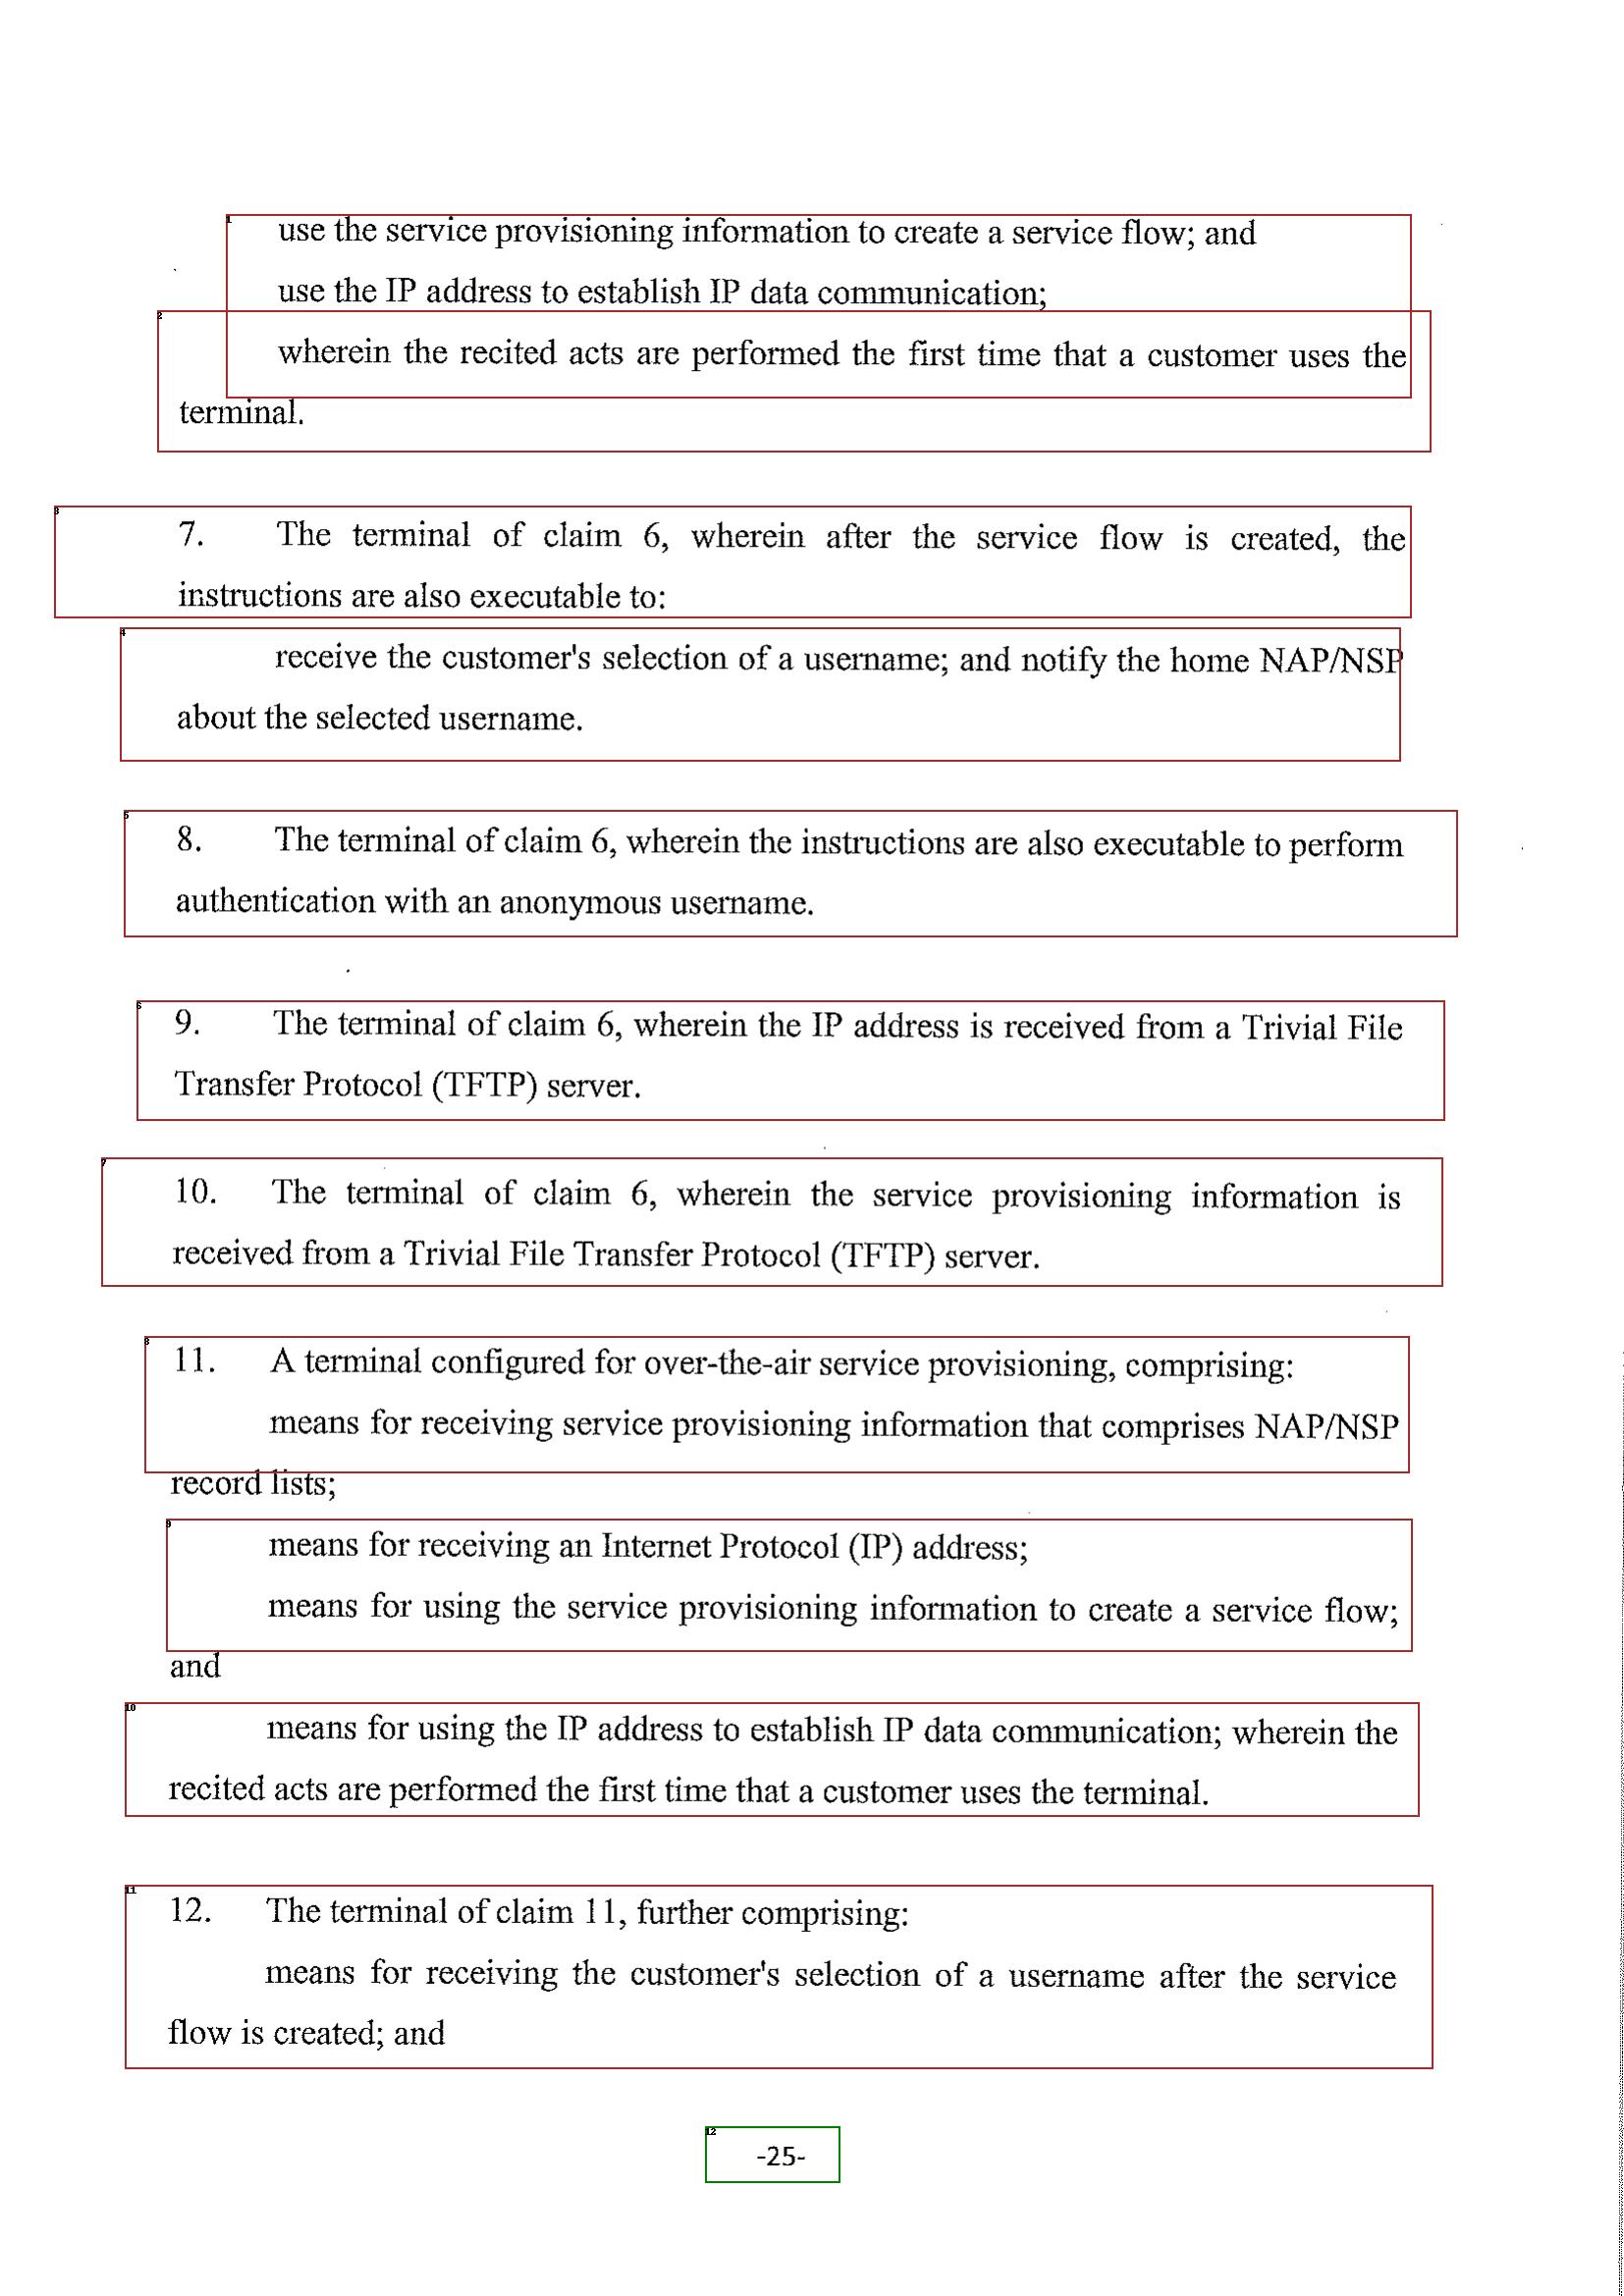 use the service provisioning information to create a service flow; and
use the IP address to establish IP data communication;
wherein the recited acts are performed the first time that a customer uses the
terminal.
7. The terminal of claim 6, wherein after the service flow is created, the
instructions are also executable to:
receive the customer's selection of a username; and notify the home NAP/NSP
about the selected username.
8. The terminal of claim 6, wherein the instructions are also executable to perform
authentication with an anonymous username.
9. The terminal of claim 6, wherein the IP address is received from a Trivial File
Transfer Protocol (TFTP) server.
10. The terminal of claim 6, wherein the service provisioning information is
received from a Trivial File Transfer Protocol (TFTP) server.
11. A terminal configured for over-the-air service provisioning, comprising:
means for receiving service provisioning information that comprises NAP/NSP
record lists;
means for receiving an Internet Protocol (IP) address;
means for using the service provisioning information to create a service flow;
and
means for using the IP address to establish IP data communication; wherein the
recited acts are performed the first time that a customer uses the terminal.
12. The terminal of claim 11, further comprising:
means for receiving the customer's selection of a username after the service
flow is created; and
-25-